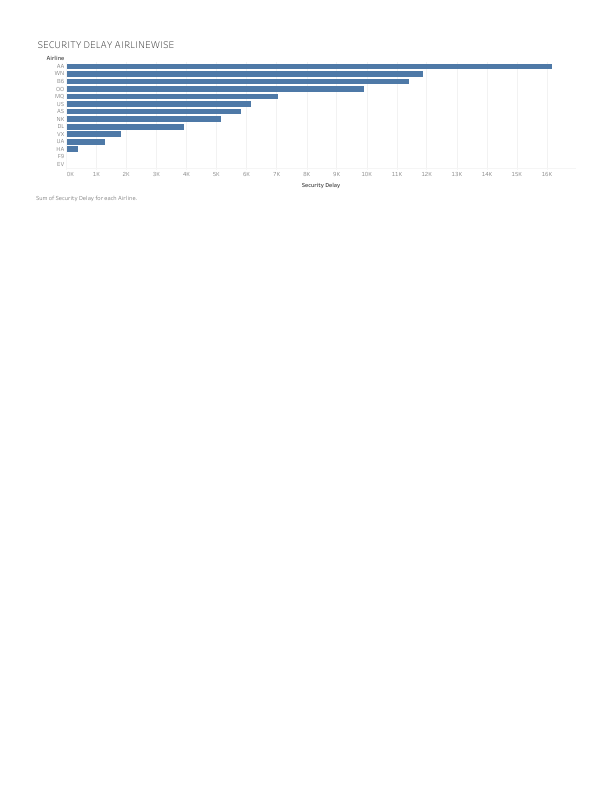 SECURITY DELAY AIRLINEWISE
Airline
AA
WN
B6
OO
MQ
US
AS
NK
DL
VX
UA
HA
F9
EV
0K 1K 2K 3K 4K 5K 6K 7K 8K 9K 10K 11K 12K 13K 14K 15K 16K
Security Delay
Sum of Security Delay for each Airline.